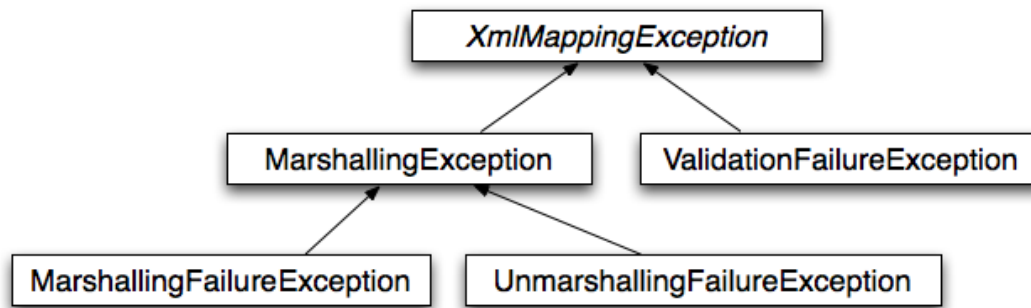 XmlMappingException
MarshallingException
ValidationFailureException
MarshallingFailureException
UnmarshallingFailureException